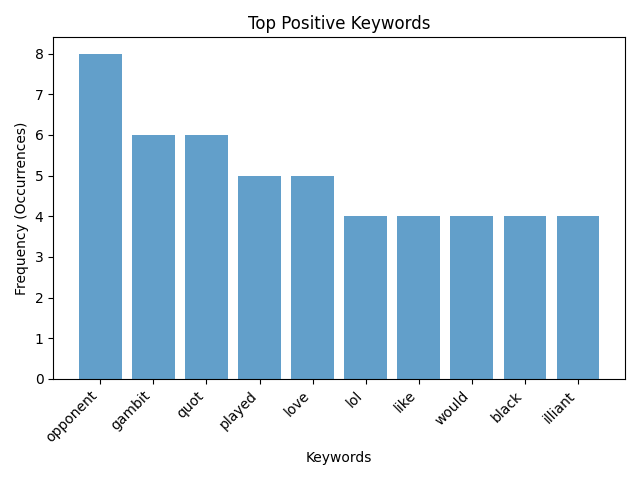 Top Positive Keywords
Frequency (Occurrences)
8
7
6
5
4
3
2
1
0
opponent
gambit
quot
played
love
lol
like
would
black
illiant
Keywords